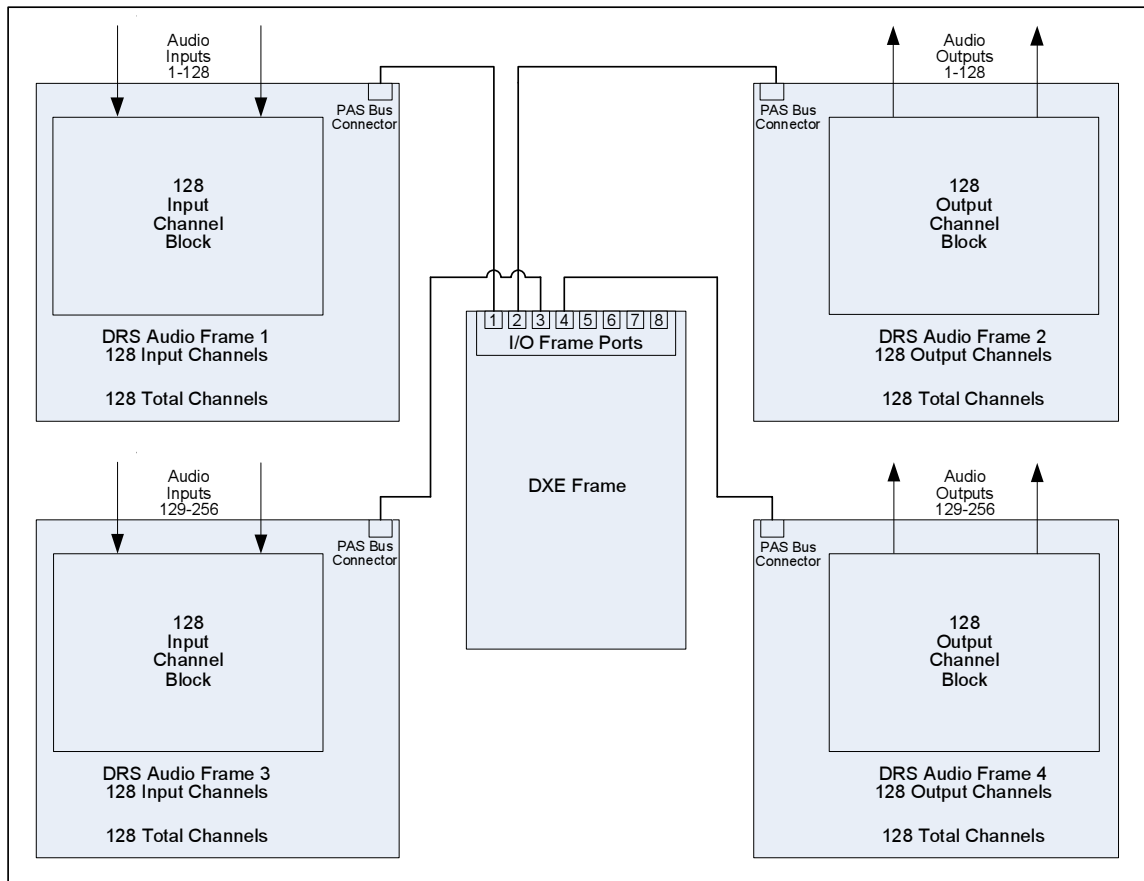 Audio
Inputs
1-128
PAS Bus
Connector
128
Input
Channel
Block
DRS Audio Frame 1
128 Input Channels
128 Total Channels
Audio
Outputs
1-128
PAS Bus
Connector
128
Output
Channel
Block
DRS Audio Frame 2
128 Output Channels
128 Total Channels
1 2 3 4 5 6 7 8
I/O Frame Ports
DXE Frame
Audio
Inputs
129-256
PAS Bus
Connector
128
Input
Channel
Block
DRS Audio Frame 3
128 Input Channels
128 Total Channels
Audio
Outputs
129-256
PAS Bus
Connector
128
Output
Channel
Block
DRS Audio Frame 4
128 Output Channels
128 Total Channels